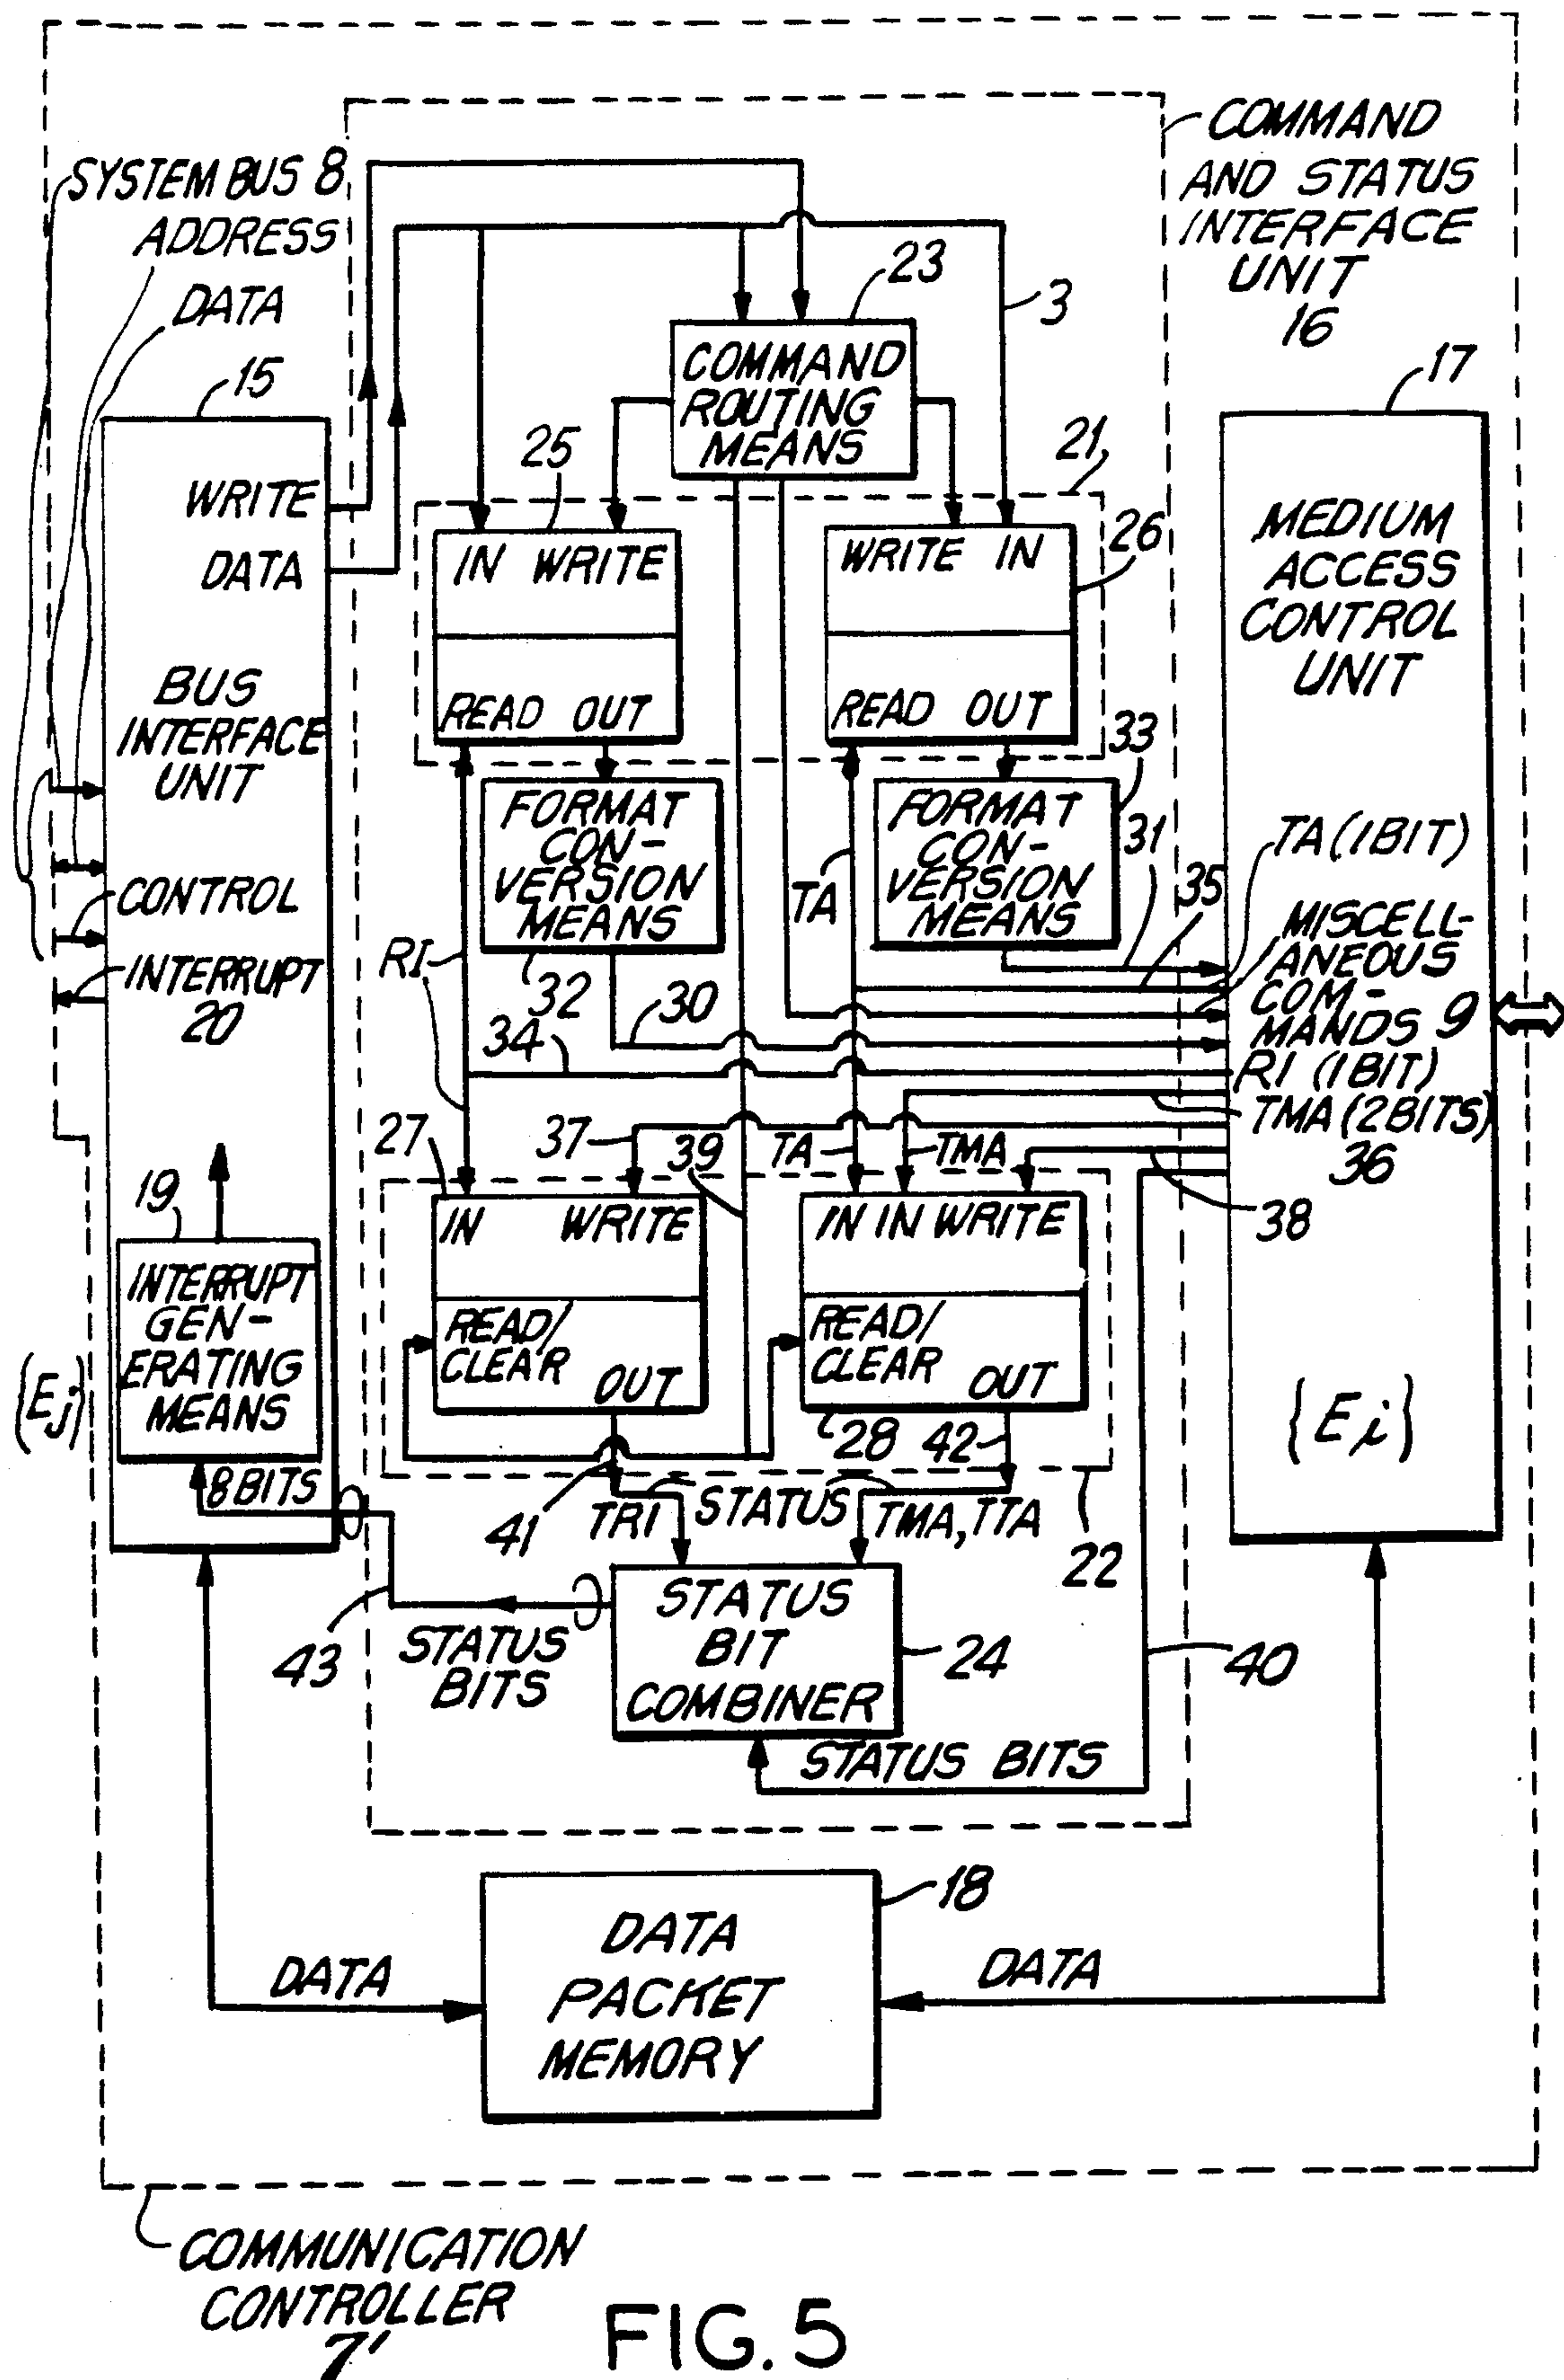 COMMAND
AND STATUS
INTERFACE
UNIT
16
SYSTEM BUS 8
ADDRESS
DATA
15
23
3
17
COMMAND
ROUTING
MEANS
21
25
26
WRITE
DATA
IN WRITE
READ OUT
WRITE IN
READ OUT
MEDIUM
ACCESS
CONTROL
UNIT
BUS
INTERFACE
UNIT
33
FORMAT
CON-
VERSION
MEANS
32
FORMAT
CON-
VERSION
MEANS
31
TA (1 BIT)
35
TA
CONTROL
INTERRUPT
20
RI
30
34
MISCELL-
ANEOUS
COM-
MANDS 9
RI (1 BIT)
TMA (2 BITS)
36
27
37
39
TA
TMA
38
19
INTERRUPT
GEN-
ERATING
MEANS
IN WRITE
READ/
CLEAR
OUT
IN IN WRITE
READ/
CLEAR
OUT
28
42
{Ej}
{Ei}
8 BITS
41
TRI
STATUS
TMA, TTA
22
43
STATUS
BITS
STATUS
BIT
COMBINER
24
40
STATUS BITS
18
DATA
DATA
PACKET
MEMORY
DATA
COMMUNICATION
CONTROLLER
7'
FIG. 5